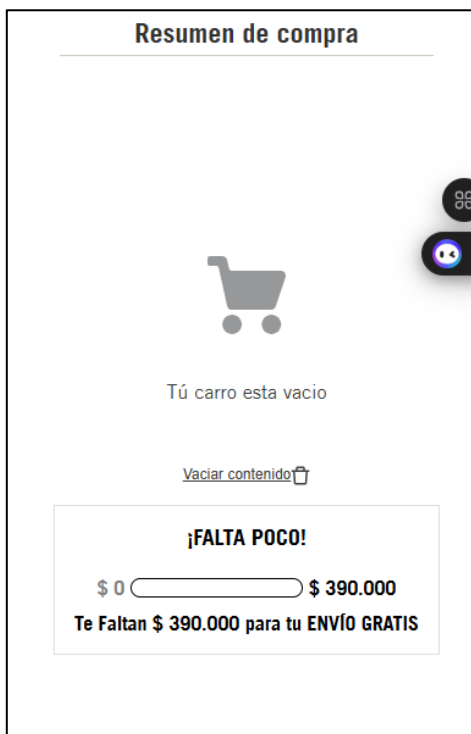 Resumen de compra
Tú carro esta vacio
Vaciar contenido
¡FALTA POCO!
$ 0 $ 390.000
Te Faltan $ 390.000 para tu ENVÍO GRATIS